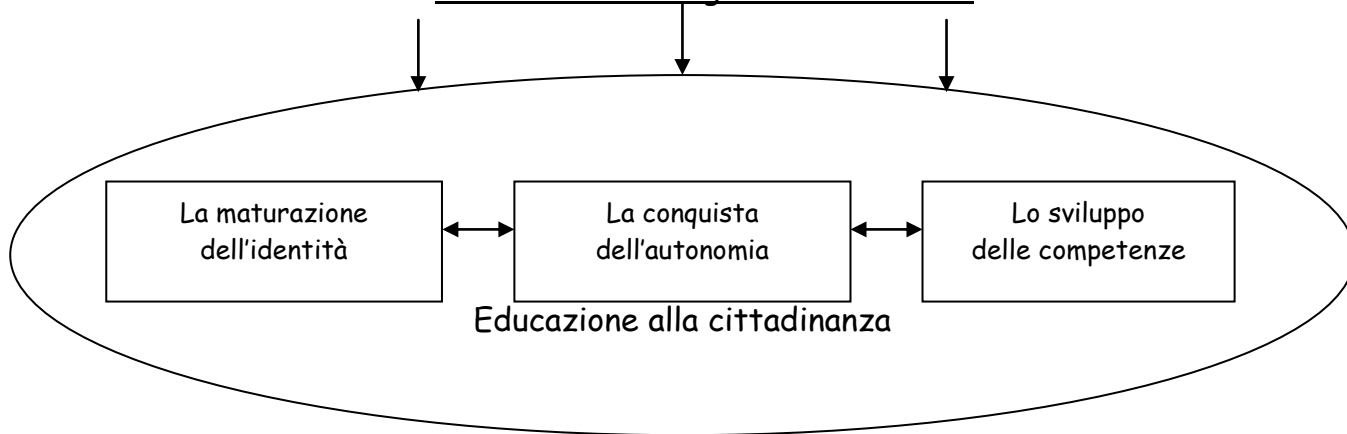 La maturazione
dell'identità
La conquista
dell'autonomia
Lo sviluppo
delle competenze
Educazione alla cittadinanza